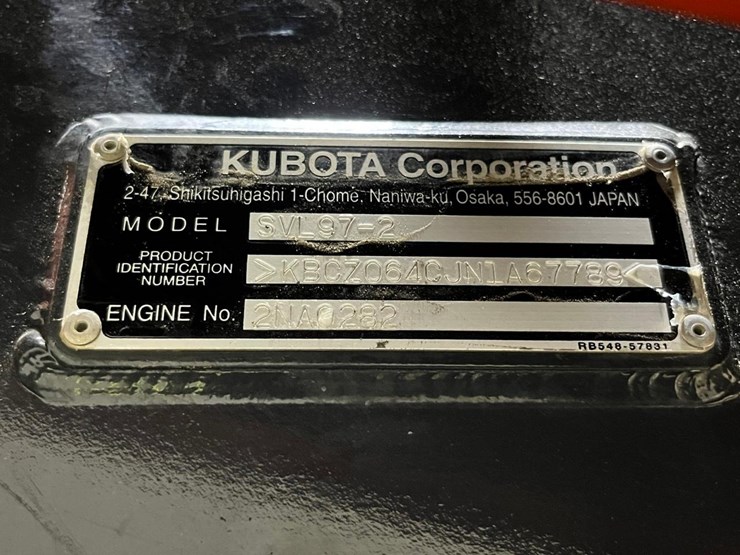 KUBOTA Corporation
2-47, Shikitsuhigashi 1-Chome, Naniwa-ku, Osaka, 556-8601 JAPAN
MODEL SVL97-2
PRODUCT IDENTIFICATION NUMBER >KBCZ064CJN1A67789<
ENGINE No. 2NA0282
RB548-57831